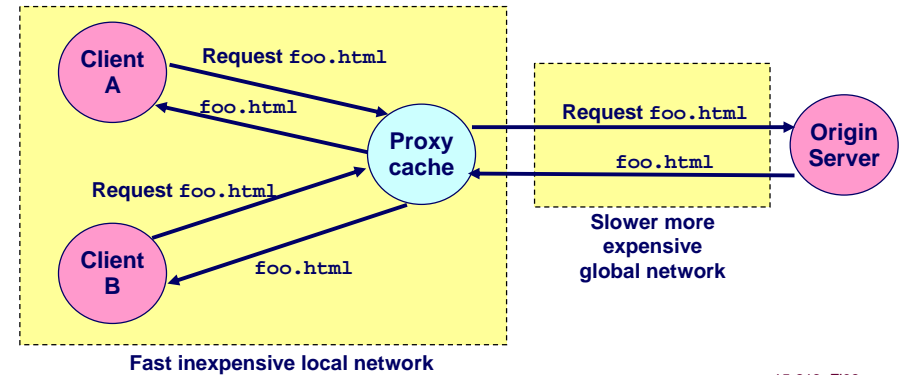 Client
A
Request foo.html
foo.html
Proxy
cache
Request foo.html
Client
B
foo.html
Request foo.html
foo.html
Origin
Server
Slower more
expensive
global network
Fast inexpensive local network